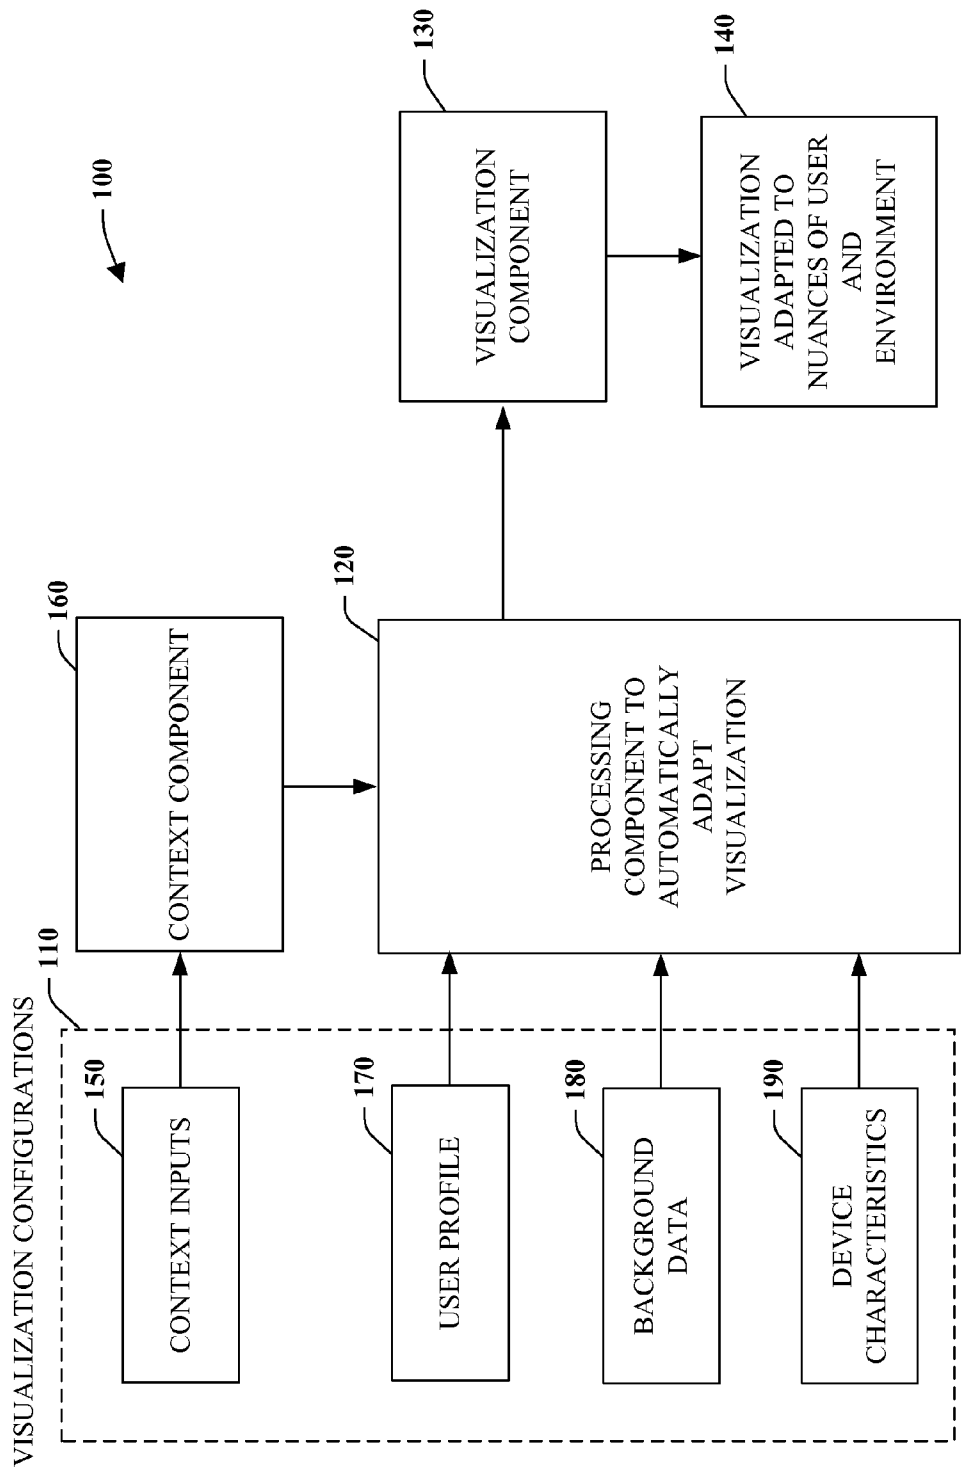 100
VISUALIZATION CONFIGURATIONS
110
150
CONTEXT INPUTS
160
CONTEXT COMPONENT
170
USER PROFILE
180
BACKGROUND
DATA
190
DEVICE
CHARACTERISTICS
120
PROCESSING
COMPONENT TO
AUTOMATICALLY
ADAPT
VISUALIZATION
130
VISUALIZATION
COMPONENT
140
VISUALIZATION
ADAPTED TO
NUANCES OF USER
AND
ENVIRONMENT